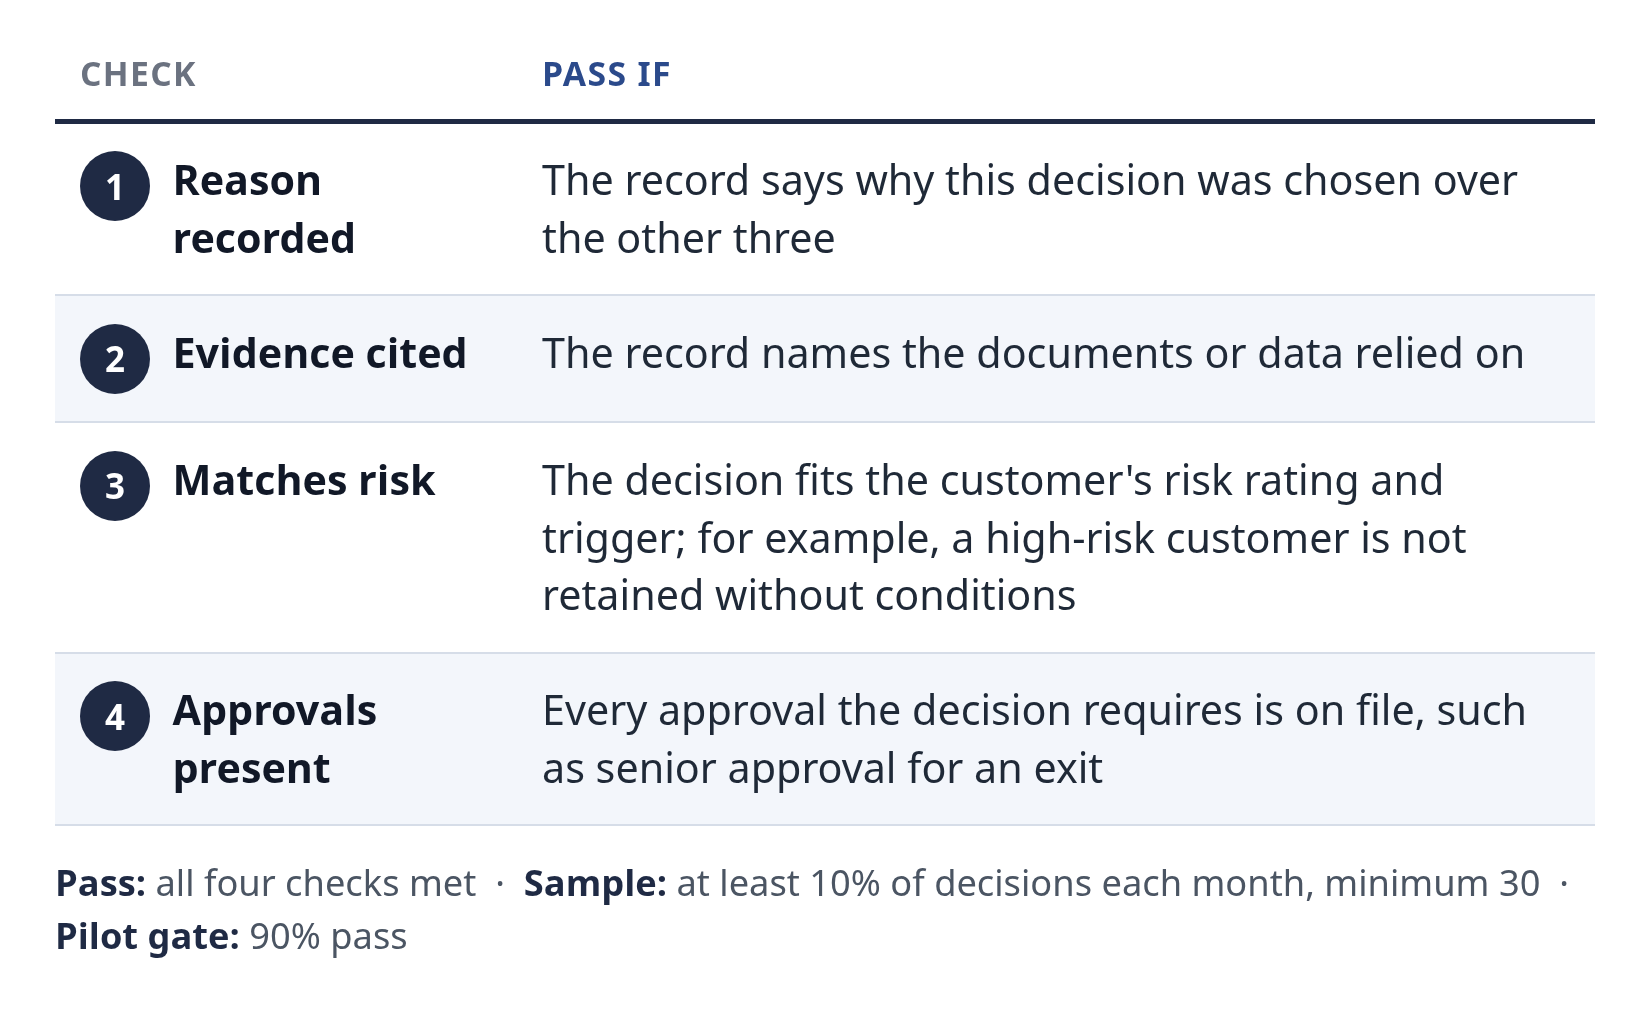 CHECK PASS IF
1 Reason The record says why this decision was chosen over
recorded the other three
2 Evidence cited The record names the documents or data relied on
3 Matches risk The decision fits the customer's risk rating and
trigger; for example, a high-risk customer is not
retained without conditions
4 Approvals Every approval the decision requires is on file, such
present as senior approval for an exit
Pass: all four checks met · Sample: at least 10% of decisions each month, minimum 30 ·
Pilot gate: 90% pass